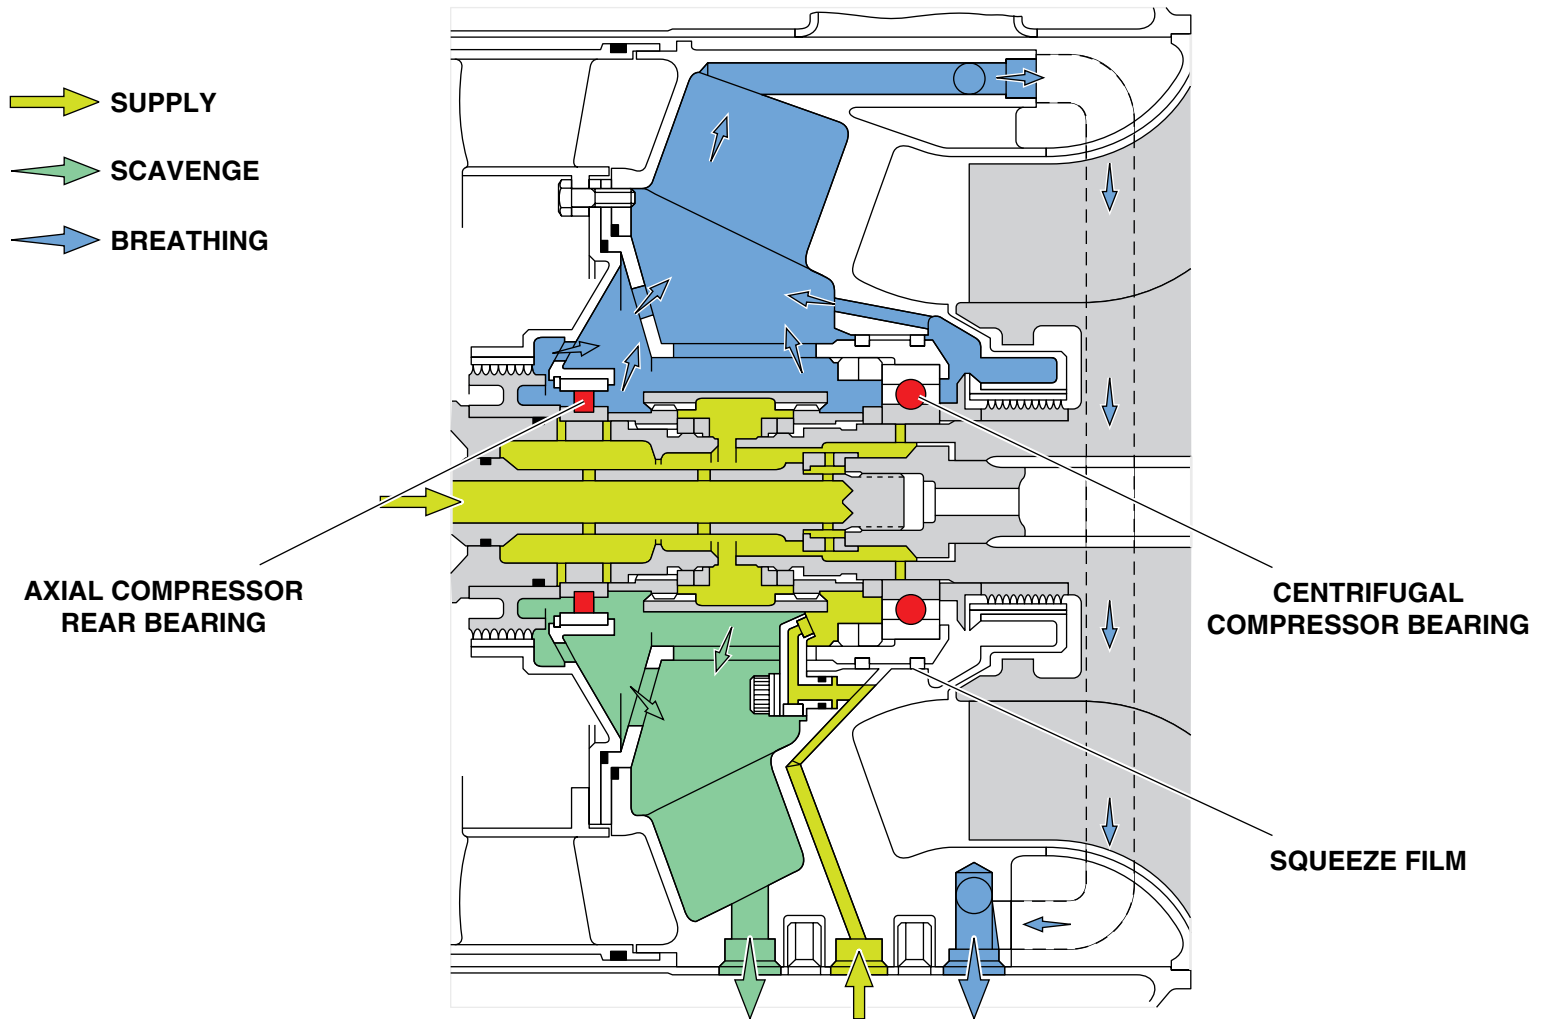 SUPPLY
SCAVENGE
BREATHING
AXIAL COMPRESSOR
REAR BEARING
CENTRIFUGAL
COMPRESSOR BEARING
SQUEEZE FILM